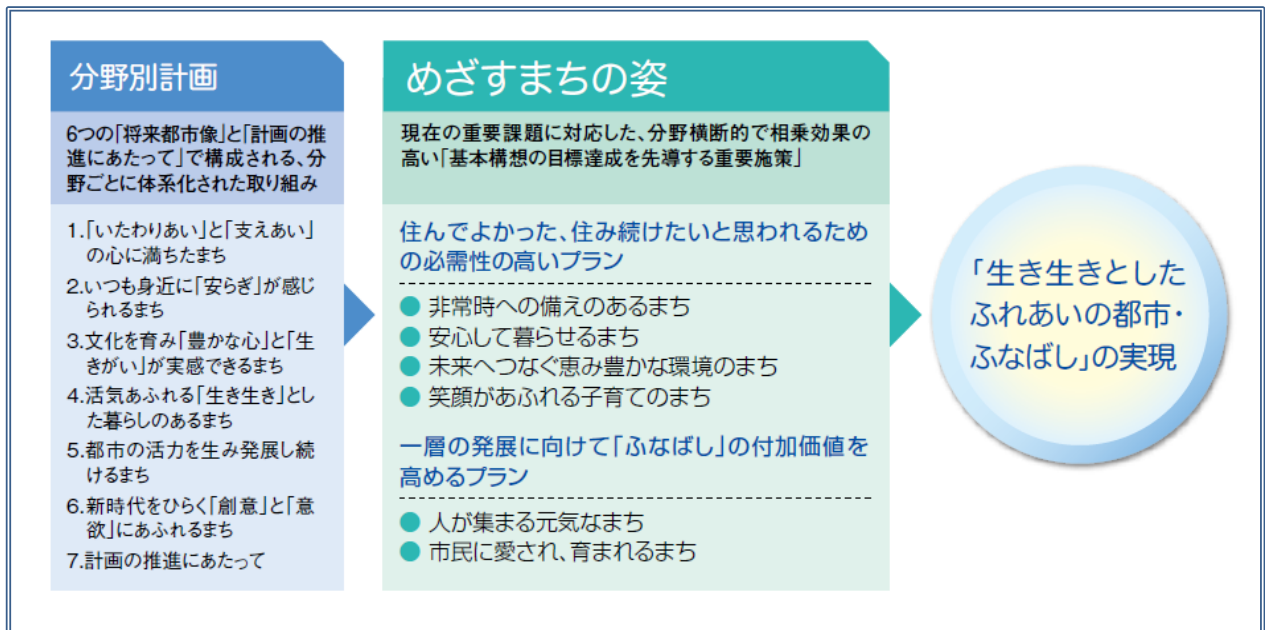 分野別計画
6つの「将来都市像」と「計画の推
進にあたって」で構成される、分
野ごとに体系化された取り組み
1.「いたわりあい」と「支えあい」
の心に満ちたまち
2.いつも身近に「安らぎ」が感じ
られるまち
3.文化を育み「豊かな心」と「生
きがい」が実感できるまち
4.活気あふれる「生き生き」とし
た暮らしのあるまち
5.都市の活力を生み発展し続
けるまち
6.新時代をひらく「創意」と「意
欲」にあふれるまち
7.計画の推進にあたって
めざすまちの姿
現在の重要課題に対応した、分野横断的で相乗効果の
高い「基本構想の目標達成を先導する重要施策」
住んでよかった、住み続けたいと思われるため
の必需性の高いプラン
● 非常時への備えのあるまち
● 安心して暮らせるまち
● 未来へつなぐ恵み豊かな環境のまち
● 笑顔があふれる子育てのまち
一層の発展に向けて「ふなばし」の付加価値を
高めるプラン
● 人が集まる元気なまち
● 市民に愛され、育まれるまち
「生き生きとした
ふれあいの都市・
ふなばし」の実現